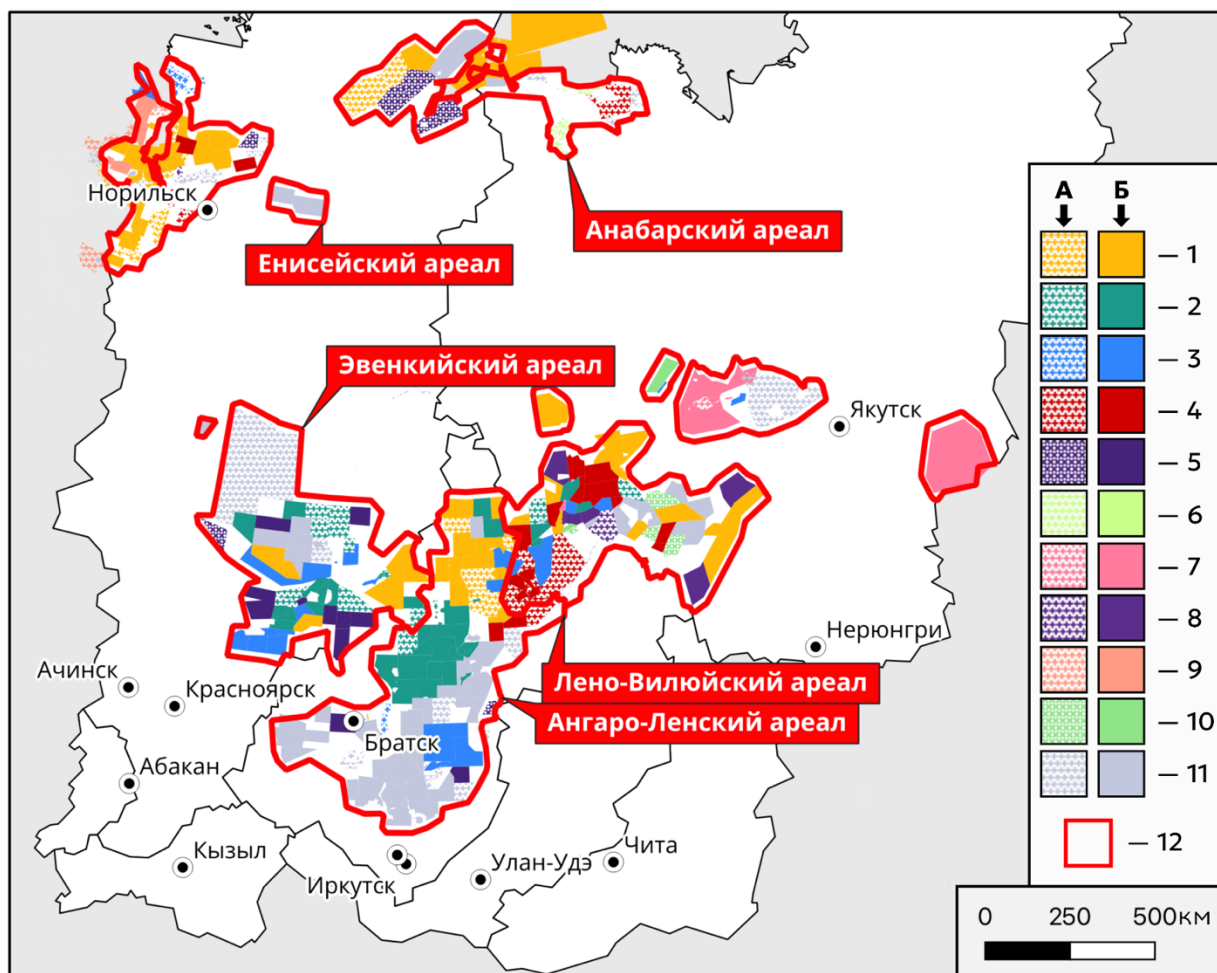 Норильск
Енисейский ареал
Анабарский ареал
Эвенкийский ареал
Якутск
Нерюнгри
Лено-Вилюйский ареал
Ангаро-Ленский ареал
Ачинск
Красноярск
Братск
Абакан
Кызыл
Иркутск
Улан-Удэ
Чита
А Б
— 1
— 2
— 3
— 4
— 5
— 6
— 7
— 8
— 9
— 10
— 11
— 12
0 250 500км